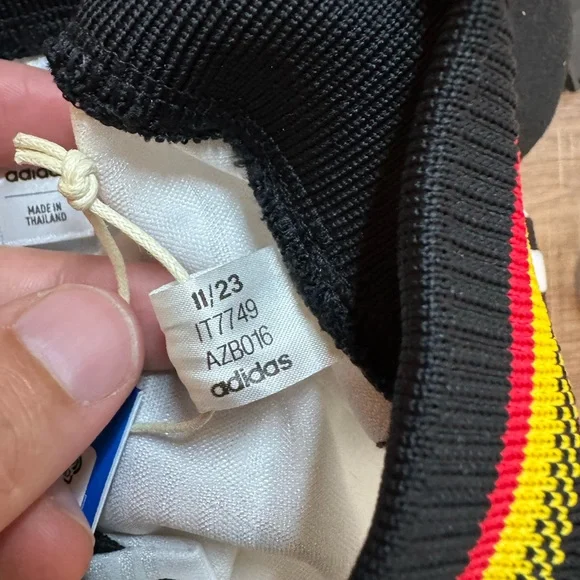 adidas
MADE IN
THAILAND
11/23
IT7749
AZB016
adidas